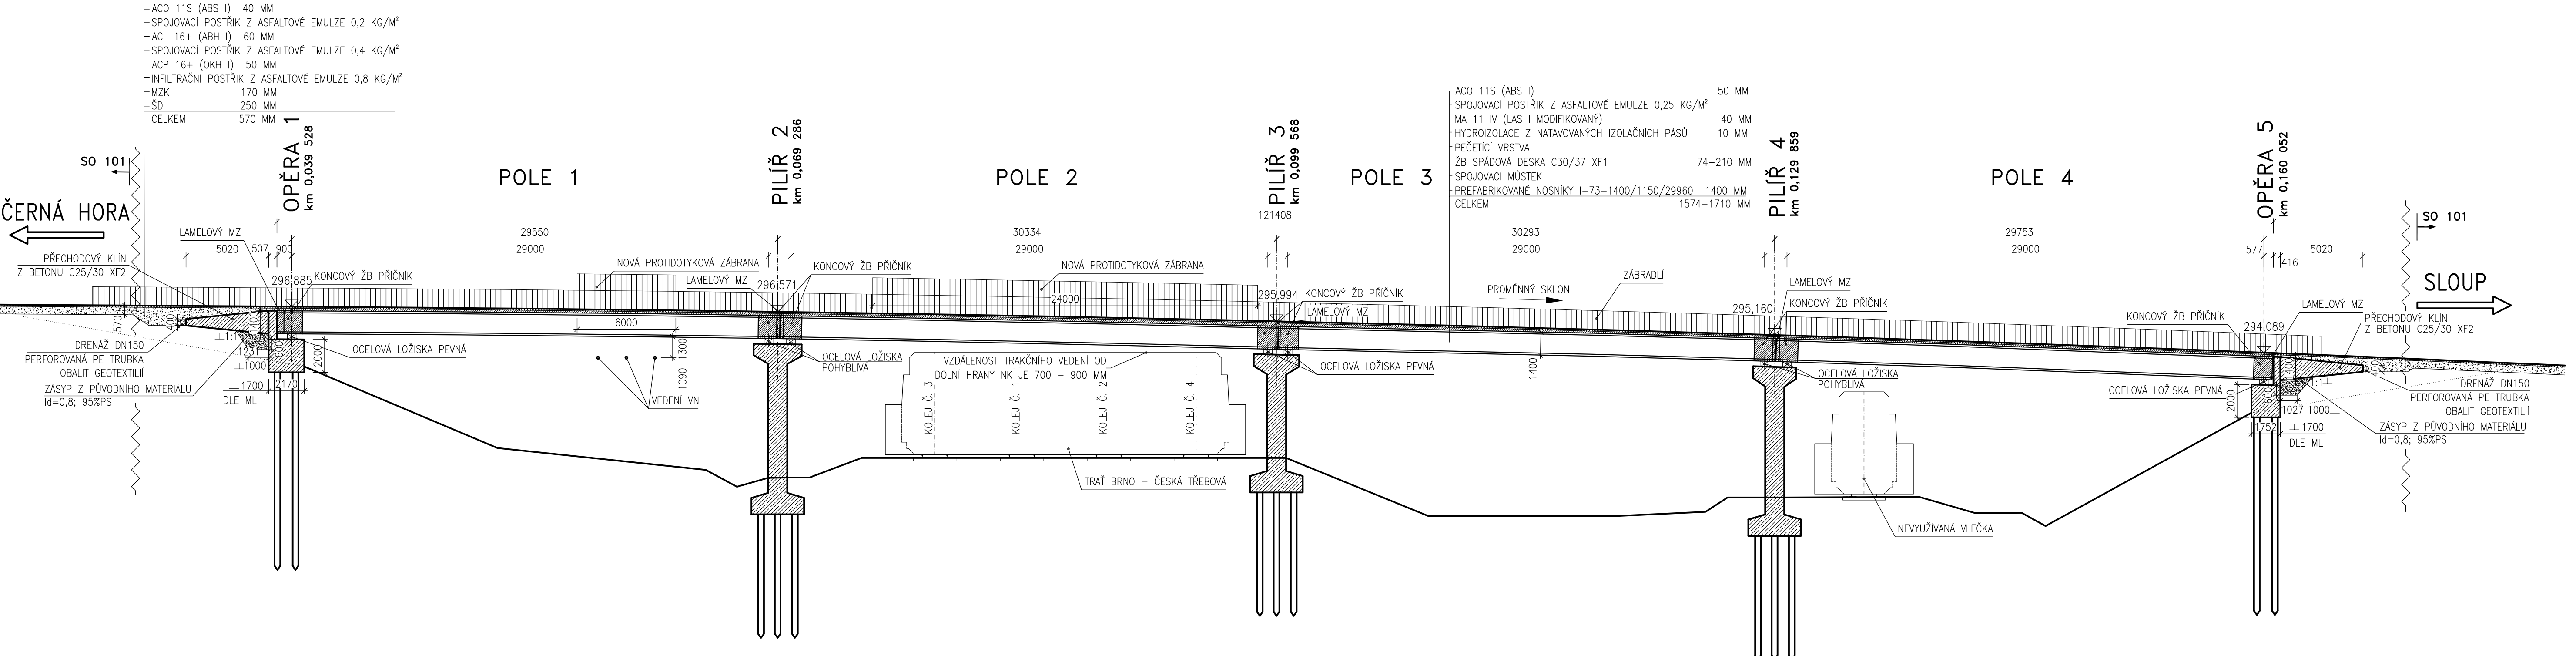 ACO 11S (ABS I) 40 MM
SPOJOVACÍ POSTŘIK Z ASFALTOVÉ EMULZE 0,2 KG/M²
ACL 16+ (ABH I) 60 MM
SPOJOVACÍ POSTŘIK Z ASFALTOVÉ EMULZE 0,4 KG/M²
ACP 16+ (OKH I) 50 MM
INFILTRAČNÍ POSTŘIK Z ASFALTOVÉ EMULZE 0,8 KG/M²
MZK 170 MM
ŠD 250 MM
CELKEM 570 MM
ACO 11S (ABS I) 50 MM
SPOJOVACÍ POSTŘIK Z ASFALTOVÉ EMULZE 0,25 KG/M²
MA 11 IV (LAS I MODIFIKOVANÝ) 40 MM
HYDROIZOLACE Z NATAVOVANÝCH IZOLAČNÍCH PÁSŮ 10 MM
PEČETÍCÍ VRSTVA
ŽB SPÁDOVÁ DESKA C30/37 XF1 74-210 MM
SPOJOVACÍ MŮSTEK
PREFABRIKOVANÉ NOSNÍKY I-73-1400/1150/29960 1400 MM
CELKEM 1574-1710 MM
SO 101
OPĚRA 1
km 0,039 528
POLE 1
PILÍŘ 2
km 0,069 286
POLE 2
PILÍŘ 3
km 0,099 568
POLE 3
PILÍŘ 4
km 0,129 859
POLE 4
OPĚRA 5
km 0,160 052
SO 101
ČERNÁ HORA
SLOUP
121408
29550 30334 30293 29753
5020 507 900 29000 29000 29000 29000 577 416 5020
LAMELOVÝ MZ
PŘECHODOVÝ KLÍN
Z BETONU C25/30 XF2
296,885
KONCOVÝ ŽB PŘÍČNÍK
NOVÁ PROTIDOTYKOVÁ ZÁBRANA
LAMELOVÝ MZ
296,571
KONCOVÝ ŽB PŘÍČNÍK
NOVÁ PROTIDOTYKOVÁ ZÁBRANA
24000
295,994
KONCOVÝ ŽB PŘÍČNÍK
LAMELOVÝ MZ
PROMĚNNÝ SKLON
ZÁBRADLÍ
295,160
LAMELOVÝ MZ
KONCOVÝ ŽB PŘÍČNÍK
KONCOVÝ ŽB PŘÍČNÍK
294,089
LAMELOVÝ MZ
PŘECHODOVÝ KLÍN
Z BETONU C25/30 XF2
570
400
1400
1:1
1231
600
1000
2000
6000
1090-1300
1400
DRENÁŽ DN150
PERFOROVANÁ PE TRUBKA
OBALIT GEOTEXTILIÍ
ZÁSYP Z PŮVODNÍHO MATERIÁLU
Id=0,8; 95%PS
1700
DLE ML
2170
OCELOVÁ LOŽISKA PEVNÁ
VEDENÍ VN
OCELOVÁ LOŽISKA
POHYBLIVÁ
VZDÁLENOST TRAKČNÍHO VEDENÍ OD
DOLNÍ HRANY NK JE 700 - 900 MM
KOLEJ Č. 3
KOLEJ Č. 1
KOLEJ Č. 2
KOLEJ Č. 4
TRAŤ BRNO - ČESKÁ TŘEBOVÁ
OCELOVÁ LOŽISKA PEVNÁ
OCELOVÁ LOŽISKA
POHYBLIVÁ
NEVYUŽÍVANÁ VLEČKA
OCELOVÁ LOŽISKA PEVNÁ
2000
600
1400
1:1
400
1027 1000
1752
1700
DLE ML
DRENÁŽ DN150
PERFOROVANÁ PE TRUBKA
OBALIT GEOTEXTILIÍ
ZÁSYP Z PŮVODNÍHO MATERIÁLU
Id=0,8; 95%PS